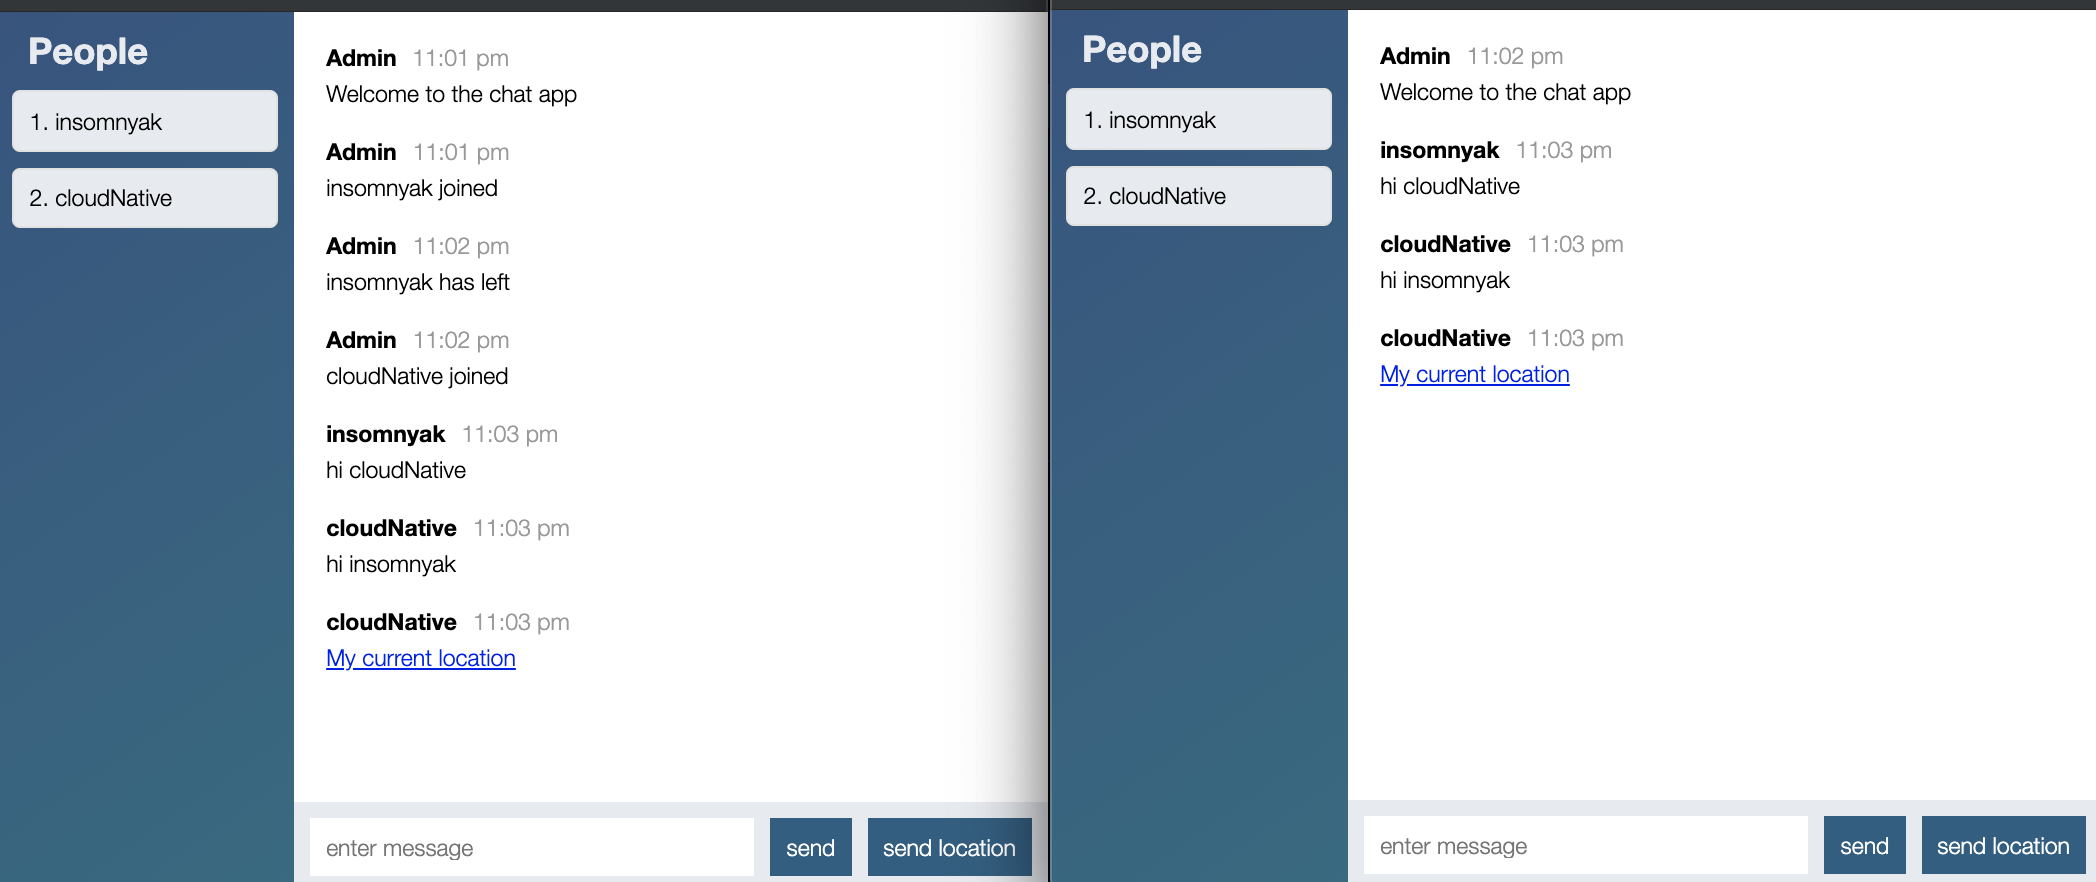 People
1. insomnyak
2. cloudNative
Admin 11:01 pm
Welcome to the chat app
Admin 11:01 pm
insomnyak joined
Admin 11:02 pm
insomnyak has left
Admin 11:02 pm
cloudNative joined
insomnyak 11:03 pm
hi cloudNative
cloudNative 11:03 pm
hi insomnyak
cloudNative 11:03 pm
My current location
enter message
send
send location
People
1. insomnyak
2. cloudNative
Admin 11:02 pm
Welcome to the chat app
insomnyak 11:03 pm
hi cloudNative
cloudNative 11:03 pm
hi insomnyak
cloudNative 11:03 pm
My current location
enter message
send
send location